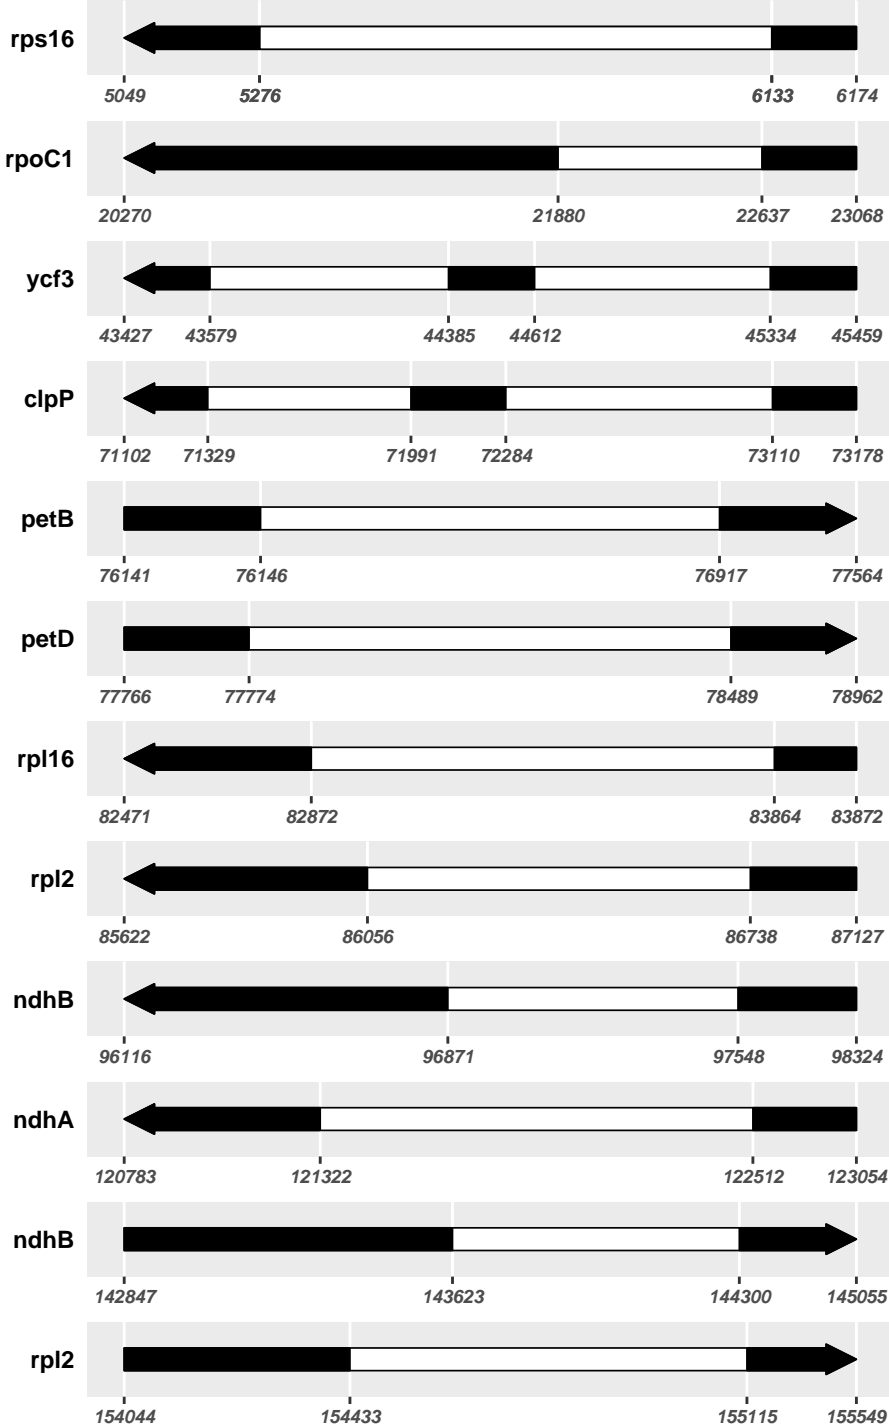 rps16
5049 5276 6133 6174
rpoC1
20270 21880 22637 23068
ycf3
43427 43579 44385 44612 45334 45459
clpP
71102 71329 71991 72284 73110 73178
petB
76141 76146 76917 77564
petD
77766 77774 78489 78962
rpl16
82471 82872 83864 83872
rpl2
85622 86056 86738 87127
ndhB
96116 96871 97548 98324
ndhA
120783 121322 122512 123054
ndhB
142847 143623 144300 145055
rpl2
154044 154433 155115 155549